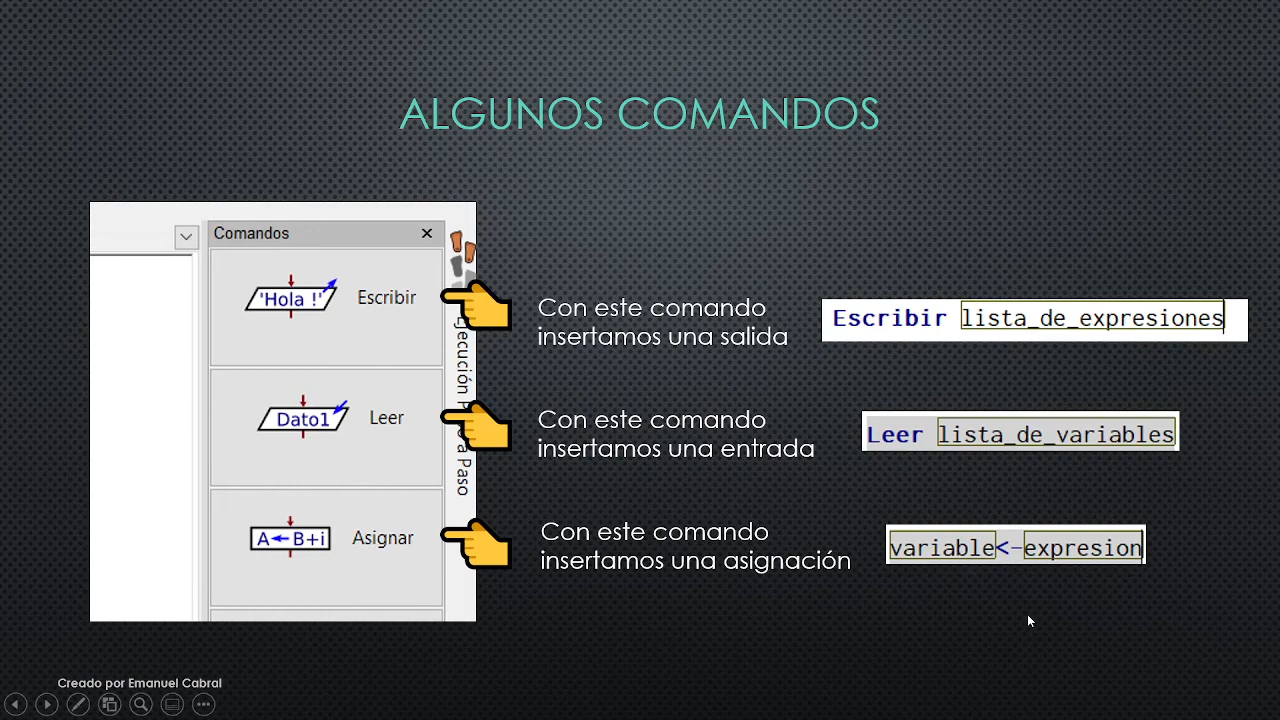 ALGUNOS COMANDOS
Comandos
'Hola !' Escribir
Con este comando
insertamos una salida
Escribir lista_de_expresiones
Dato1 Leer
Con este comando
insertamos una entrada
Leer lista_de_variables
A←B+i Asignar
Con este comando
insertamos una asignación
variable<-expresion
a Paso
Creado por Emanuel Cabral